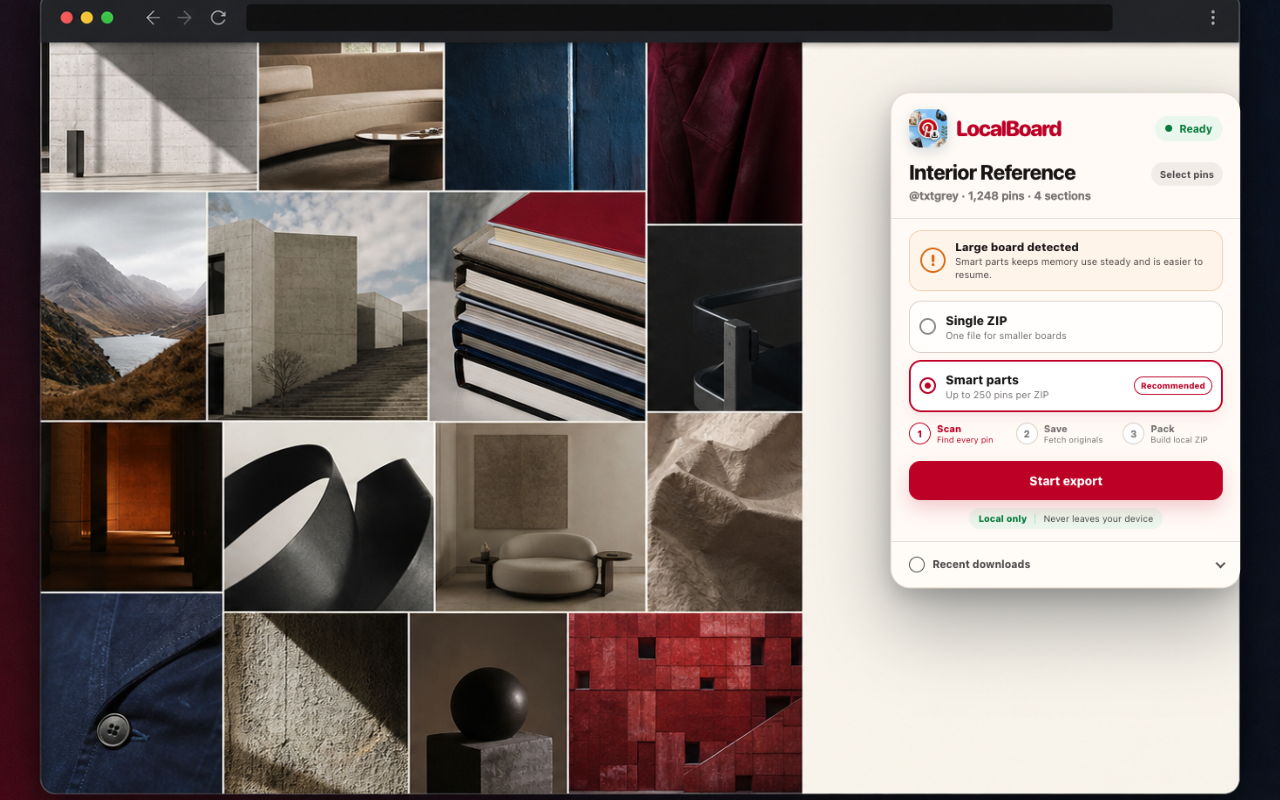 LocalBoard
Ready
Interior Reference
Select pins
@txtgrey · 1,248 pins · 4 sections
Large board detected
Smart parts keeps memory use steady and is easier to
resume.
Single ZIP
One file for smaller boards
Smart parts
Up to 250 pins per ZIP
Recommended
1 Scan
Find every pin
2 Save
Fetch originals
3 Pack
Build local ZIP
Start export
Local only
Never leaves your device
Recent downloads